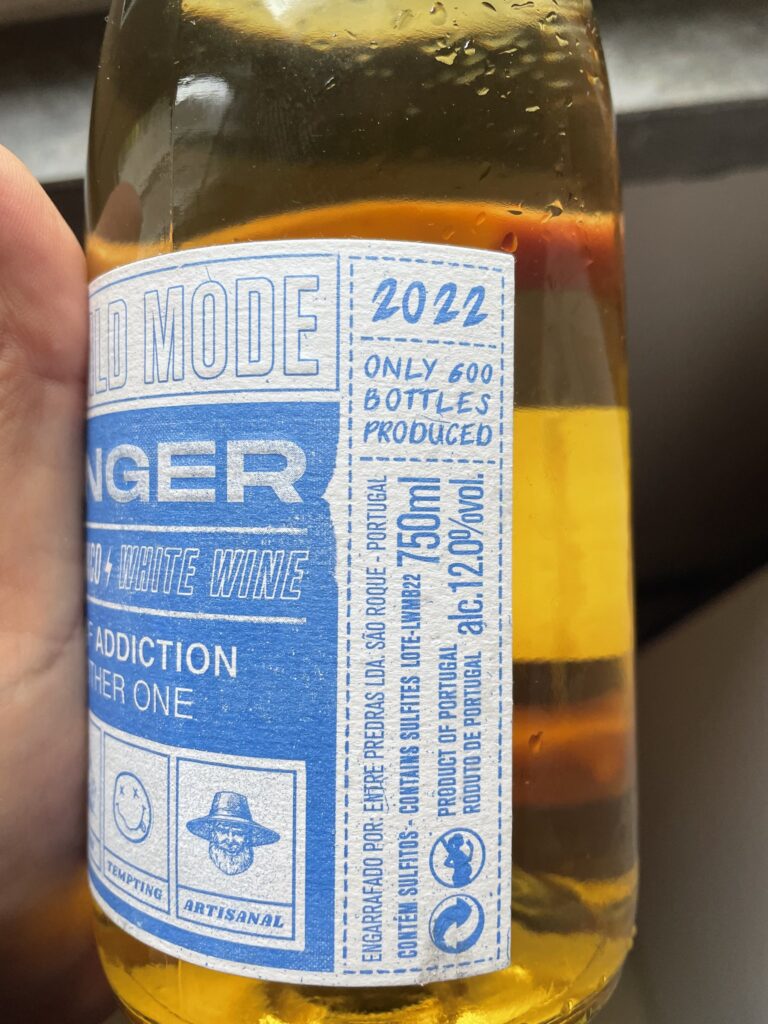 ILD MODE
NGER
CO WHITE WINE
F ADDICTION
THER ONE
TEMPTING
ARTISANAL
2022
ONLY 600
BOTTLES
PRODUCED
ENGARRAFADO POR: ENTRE PREDRAS LDA. SÃO ROQUE - PORTUGAL
CONTÉM SULFITOS - CONTAINS SULFITES LOTE-LWMB22
750ml
PRODUCT OF PORTUGAL
RODUTO DE PORTUGAL
alc.12.0%vol.